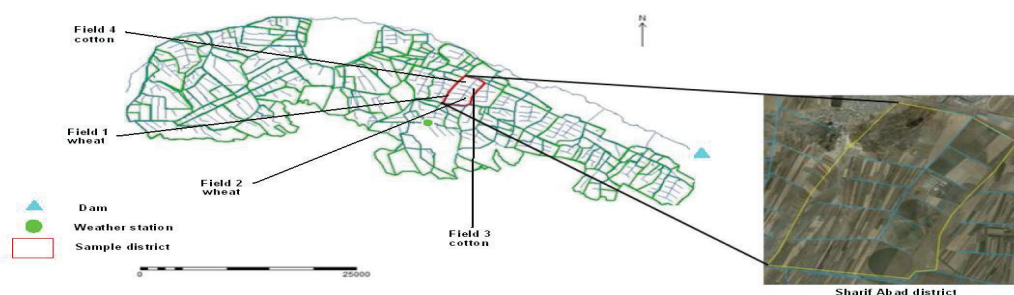 Field 4
cotton
N
Field 1
wheat
Field 2
wheat
Field 3
cotton
Dam
Weather station
Sample district
0
25000
Sharif Abad district